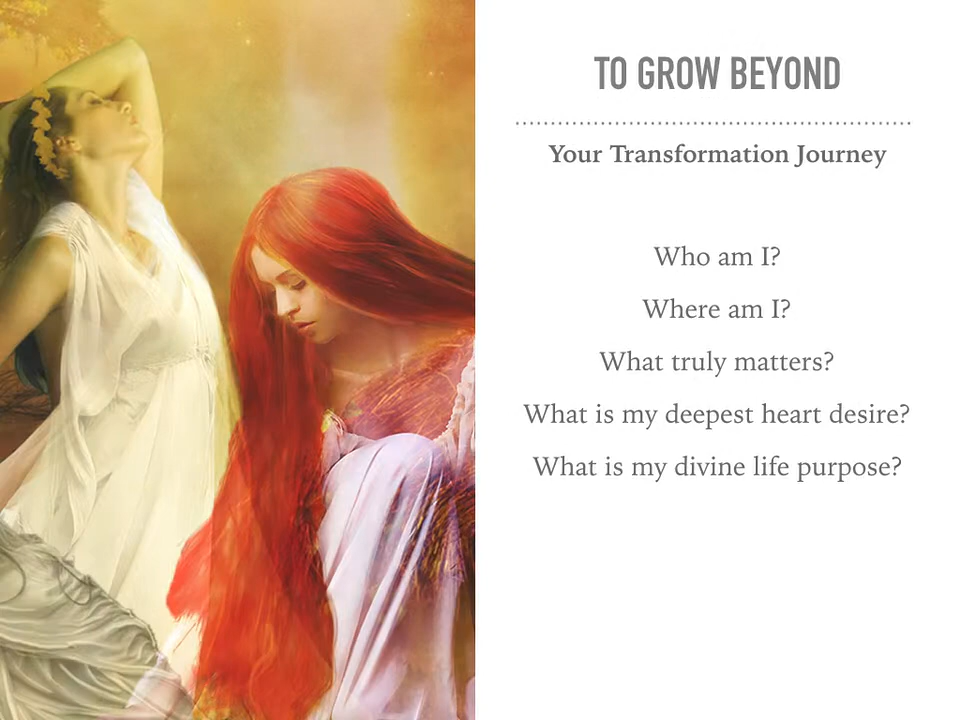 TO GROW BEYOND
Your Transformation Journey
Who am I?
Where am I?
What truly matters?
What is my deepest heart desire?
What is my divine life purpose?